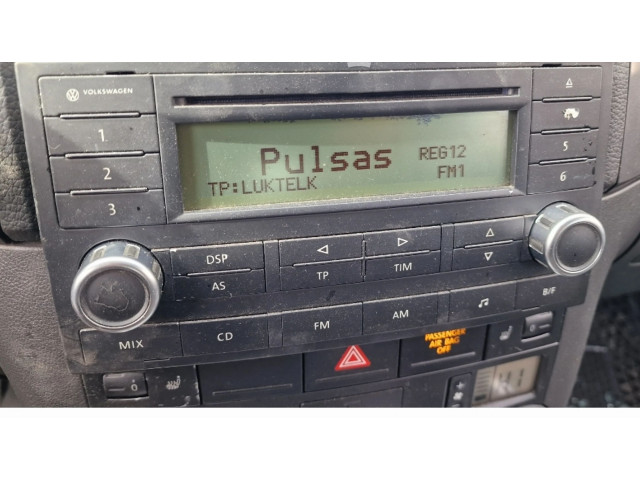 VOLKSWAGEN
1
2
3
Pulsas REG12
TP:LUKTELK FM1
5
6
DSP
AS
TP
TIM
MIX
CD
FM
AM
B/F
PASSENGER
AIR BAG
OFF
0